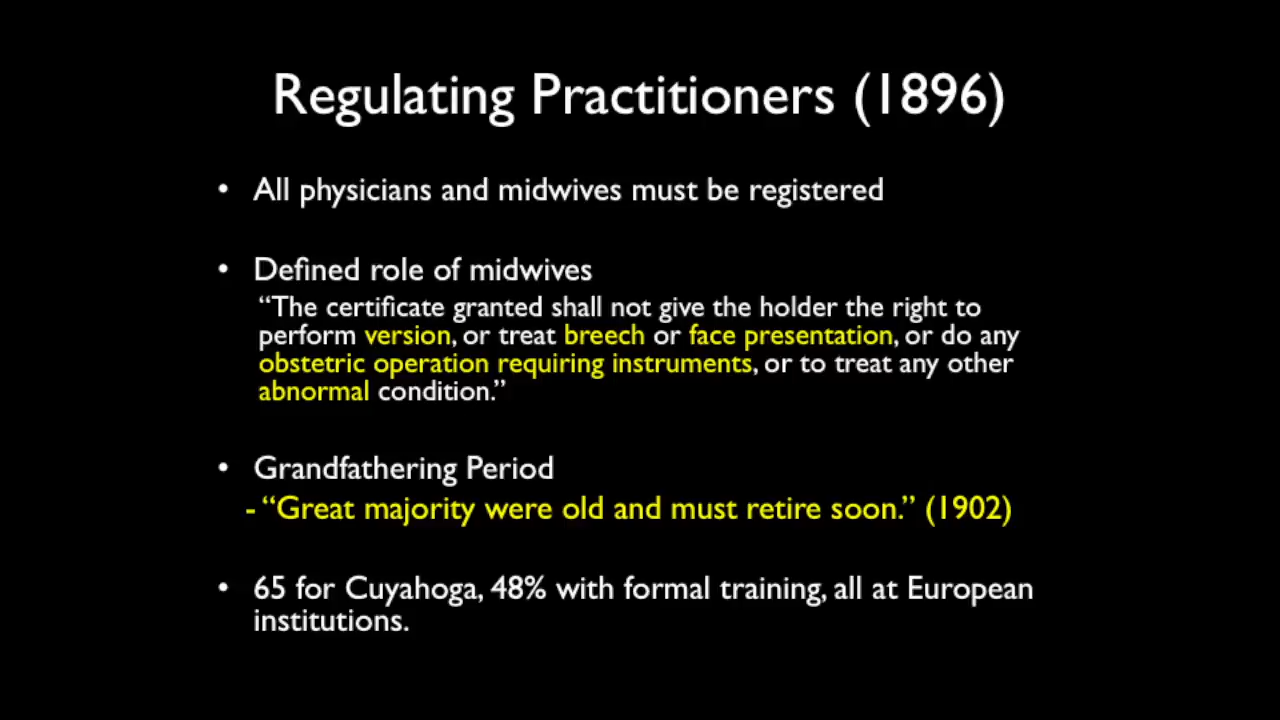 Regulating Practitioners (1896)
• All physicians and midwives must be registered
• Defined role of midwives
“The certificate granted shall not give the holder the right to
perform version, or treat breech or face presentation, or do any
obstetric operation requiring instruments, or to treat any other
abnormal condition.”
• Grandfathering Period
- “Great majority were old and must retire soon.” (1902)
• 65 for Cuyahoga, 48% with formal training, all at European
institutions.